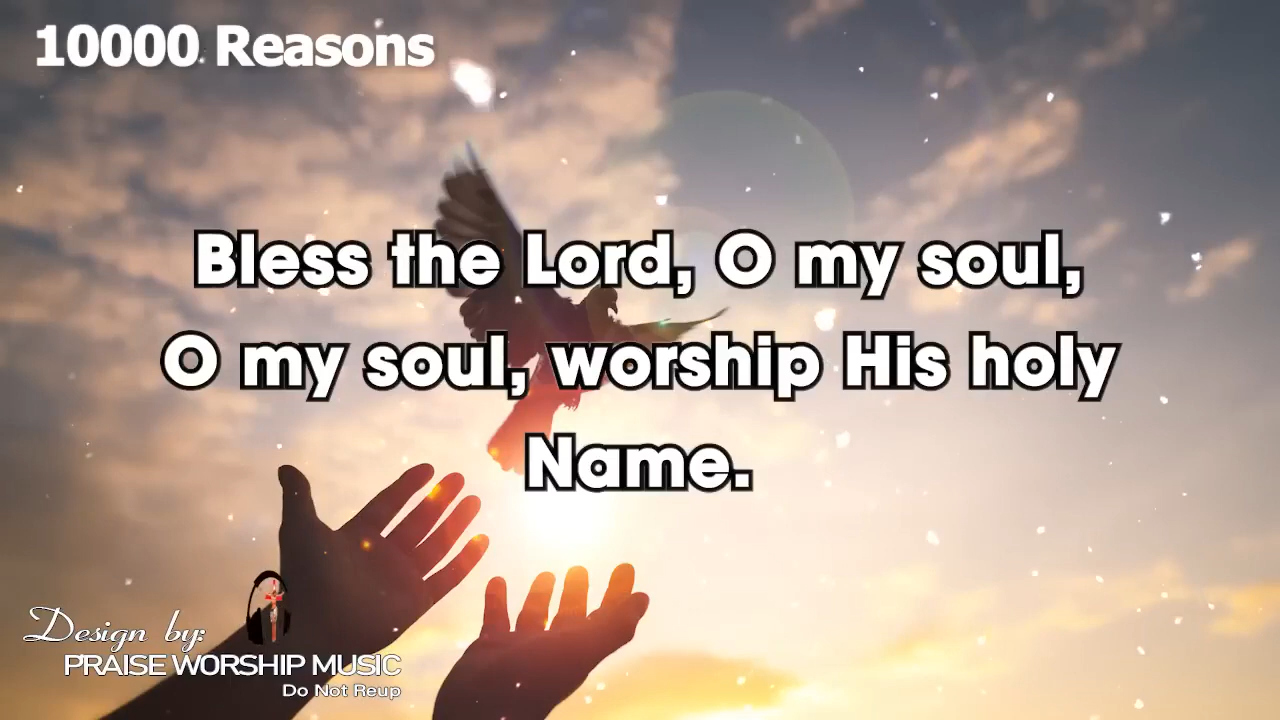 10000 Reasons
Bless the Lord, O my soul,
O my soul, worship His holy
Name.
Design by:
PRAISE WORSHIP MUSIC
Do Not Reup